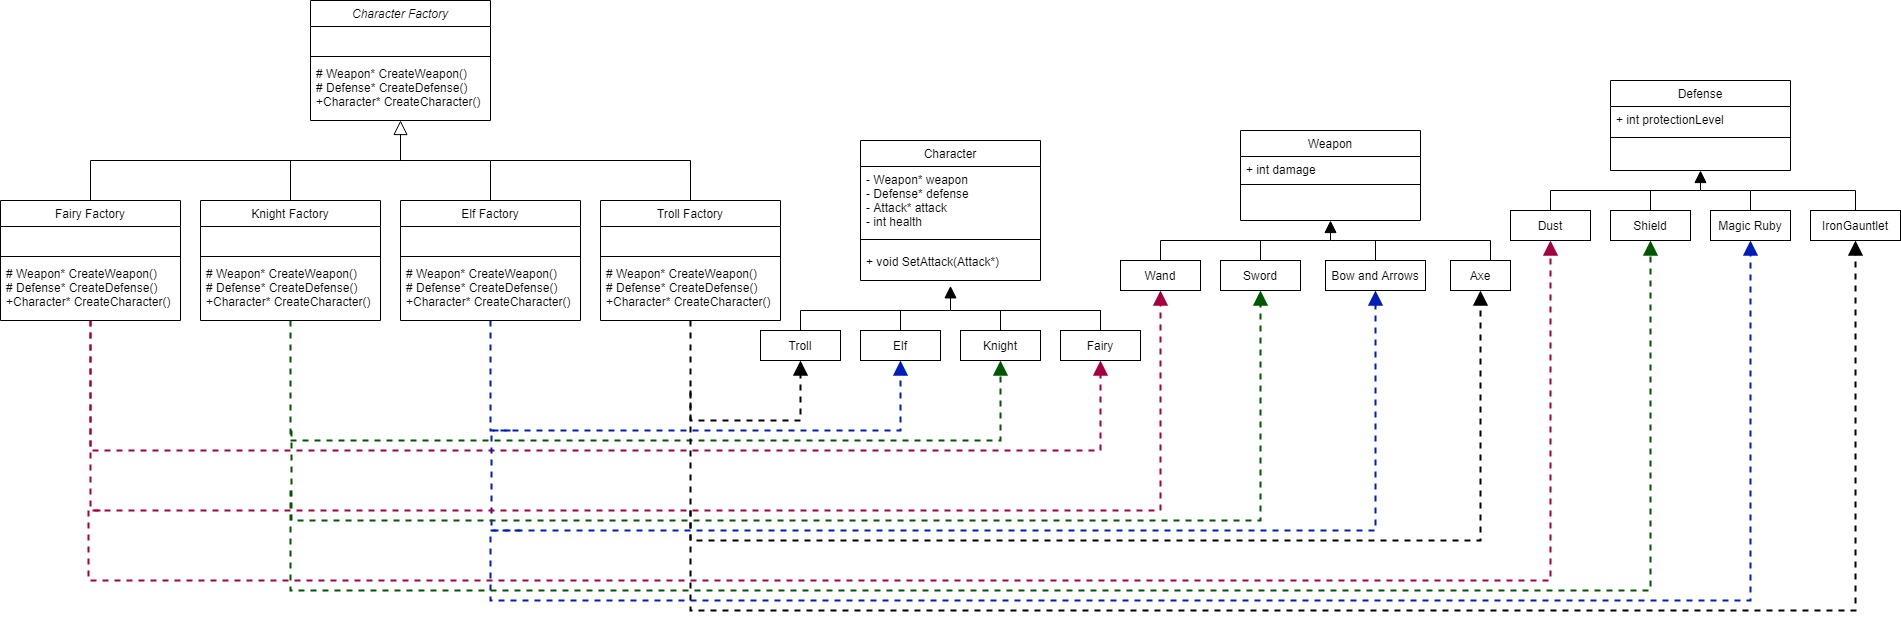 Character Factory
# Weapon* CreateWeapon()
# Defense* CreateDefense()
+Character* CreateCharacter()
Fairy Factory
# Weapon* CreateWeapon()
# Defense* CreateDefense()
+Character* CreateCharacter()
Knight Factory
# Weapon* CreateWeapon()
# Defense* CreateDefense()
+Character* CreateCharacter()
Elf Factory
# Weapon* CreateWeapon()
# Defense* CreateDefense()
+Character* CreateCharacter()
Troll Factory
# Weapon* CreateWeapon()
# Defense* CreateDefense()
+Character* CreateCharacter()
Character
- Weapon* weapon
- Defense* defense
- Attack* attack
- int health
+ void SetAttack(Attack*)
Troll
Elf
Knight
Fairy
Weapon
+ int damage
Wand
Sword
Bow and Arrows
Axe
Defense
+ int protectionLevel
Dust
Shield
Magic Ruby
IronGauntlet